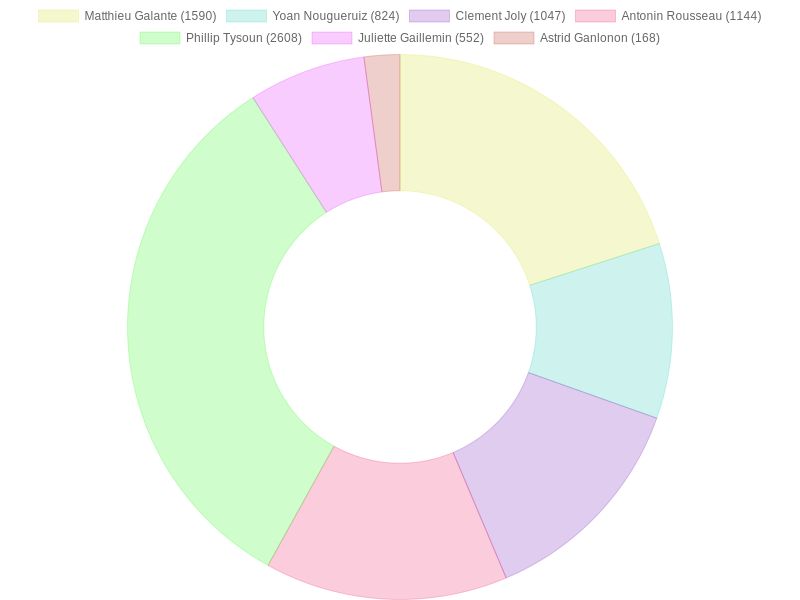 Matthieu Galante (1590) Yoan Nougueruiz (824) Clement Joly (1047) Antonin Rousseau (1144)
Phillip Tysoun (2608) Juliette Gaillemin (552) Astrid Ganlonon (168)